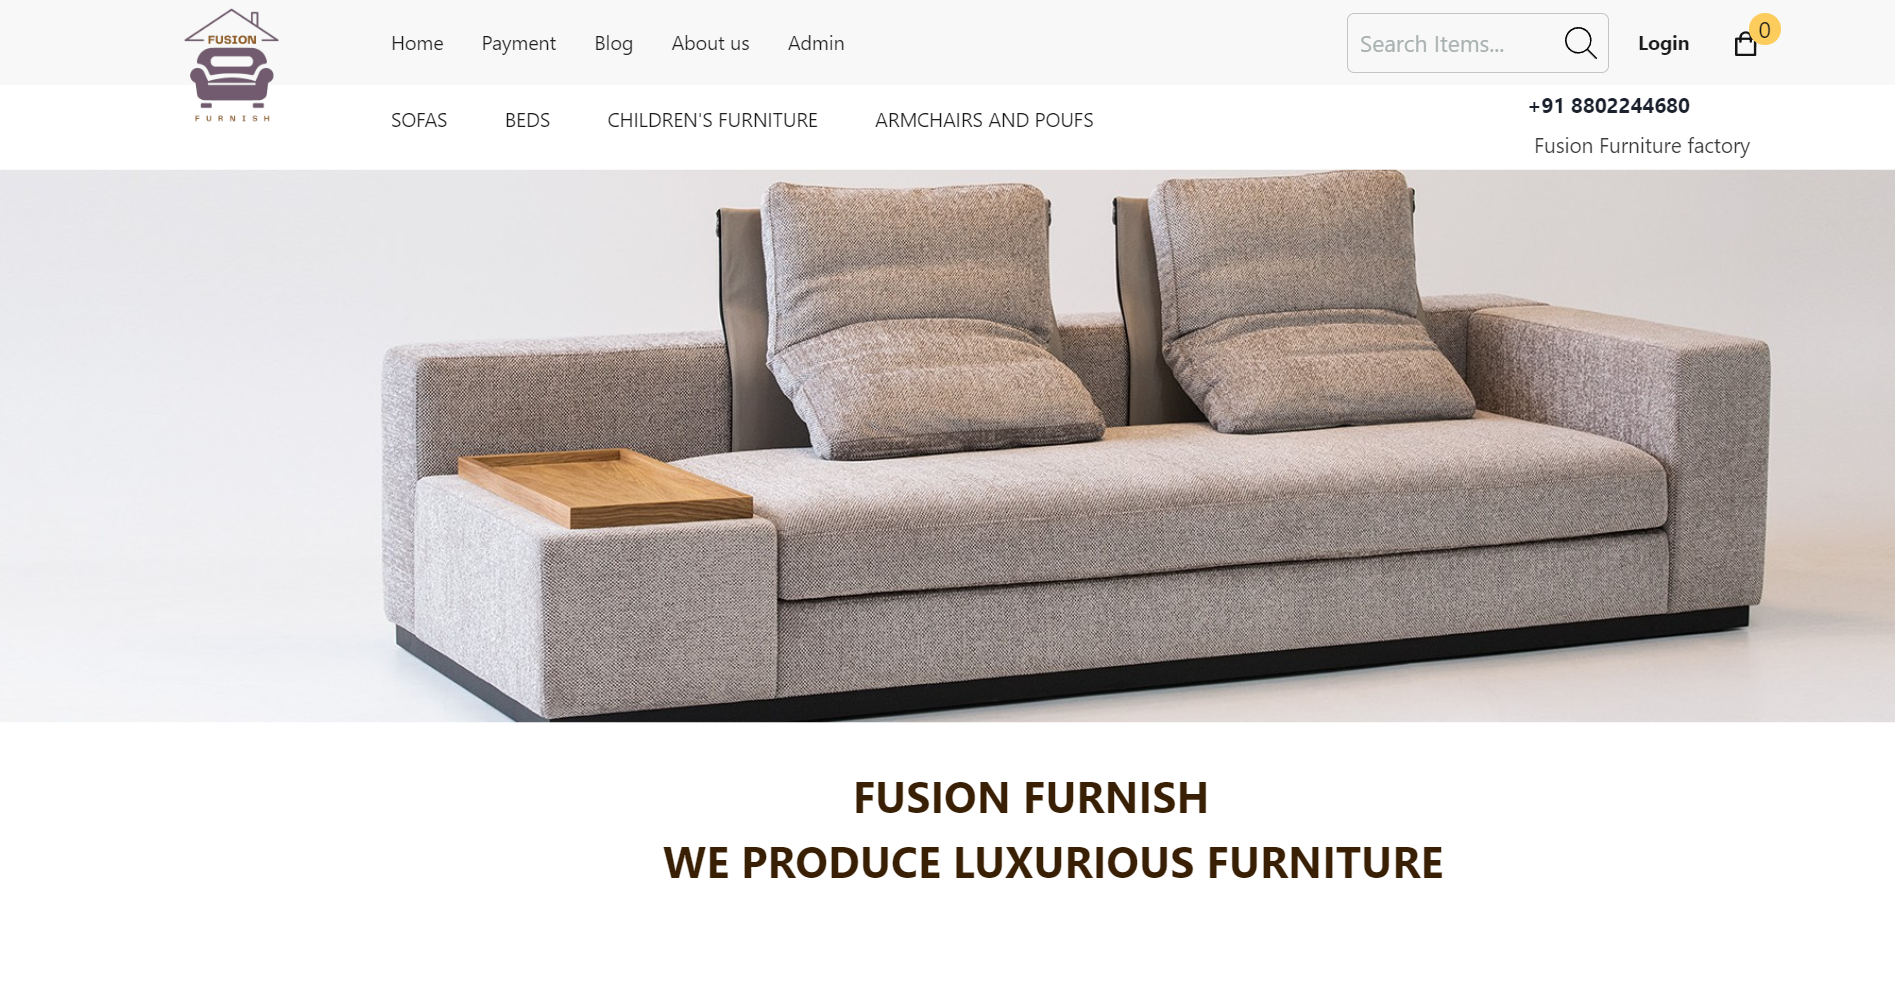 FUSION
FURNISH
Home Payment Blog About us Admin
Search Items...
Login
0
SOFAS BEDS CHILDREN'S FURNITURE ARMCHAIRS AND POUFS
+91 8802244680
Fusion Furniture factory
FUSION FURNISH
WE PRODUCE LUXURIOUS FURNITURE